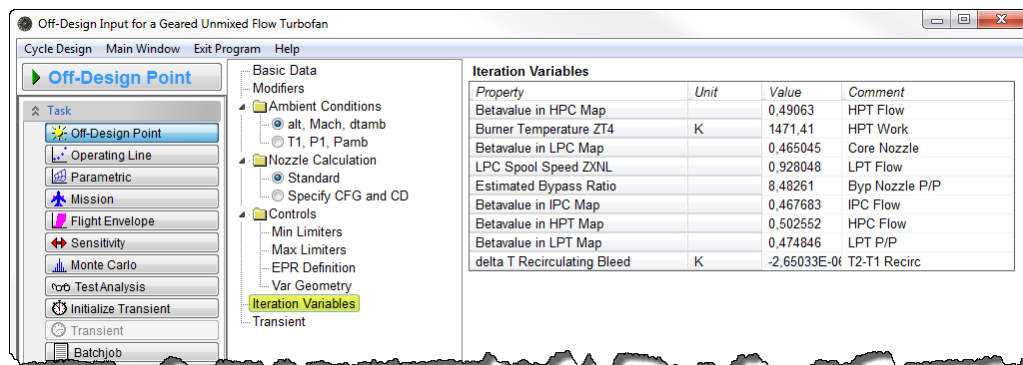 Off-Design Input for a Geared Unmixed Flow Turbofan
Cycle Design Main Window Exit Program Help
Off-Design Point
Task
Off-Design Point
Operating Line
Parametric
Mission
Flight Envelope
Sensitivity
Monte Carlo
Test Analysis
Initialize Transient
Transient
Batchjob
Basic Data
Modifiers
Ambient Conditions
alt, Mach, dtamb
T1, P1, Pamb
Nozzle Calculation
Standard
Specify CFG and CD
Controls
Min Limiters
Max Limiters
EPR Definition
Var Geometry
Iteration Variables
Transient
Iteration Variables
Property Unit Value Comment
Betavalue in HPC Map 0,49063 HPT Flow
Burner Temperature ZT4 K 1471,41 HPT Work
Betavalue in LPC Map 0,465045 Core Nozzle
LPC Spool Speed ZXNL 0,928048 LPT Flow
Estimated Bypass Ratio 8,48261 Byp Nozzle P/P
Betavalue in IPC Map 0,467683 IPC Flow
Betavalue in HPT Map 0,502552 HPC Flow
Betavalue in LPT Map 0,474846 LPT P/P
delta T Recirculating Bleed K -2,65033E-06 T2-T1 Recirc